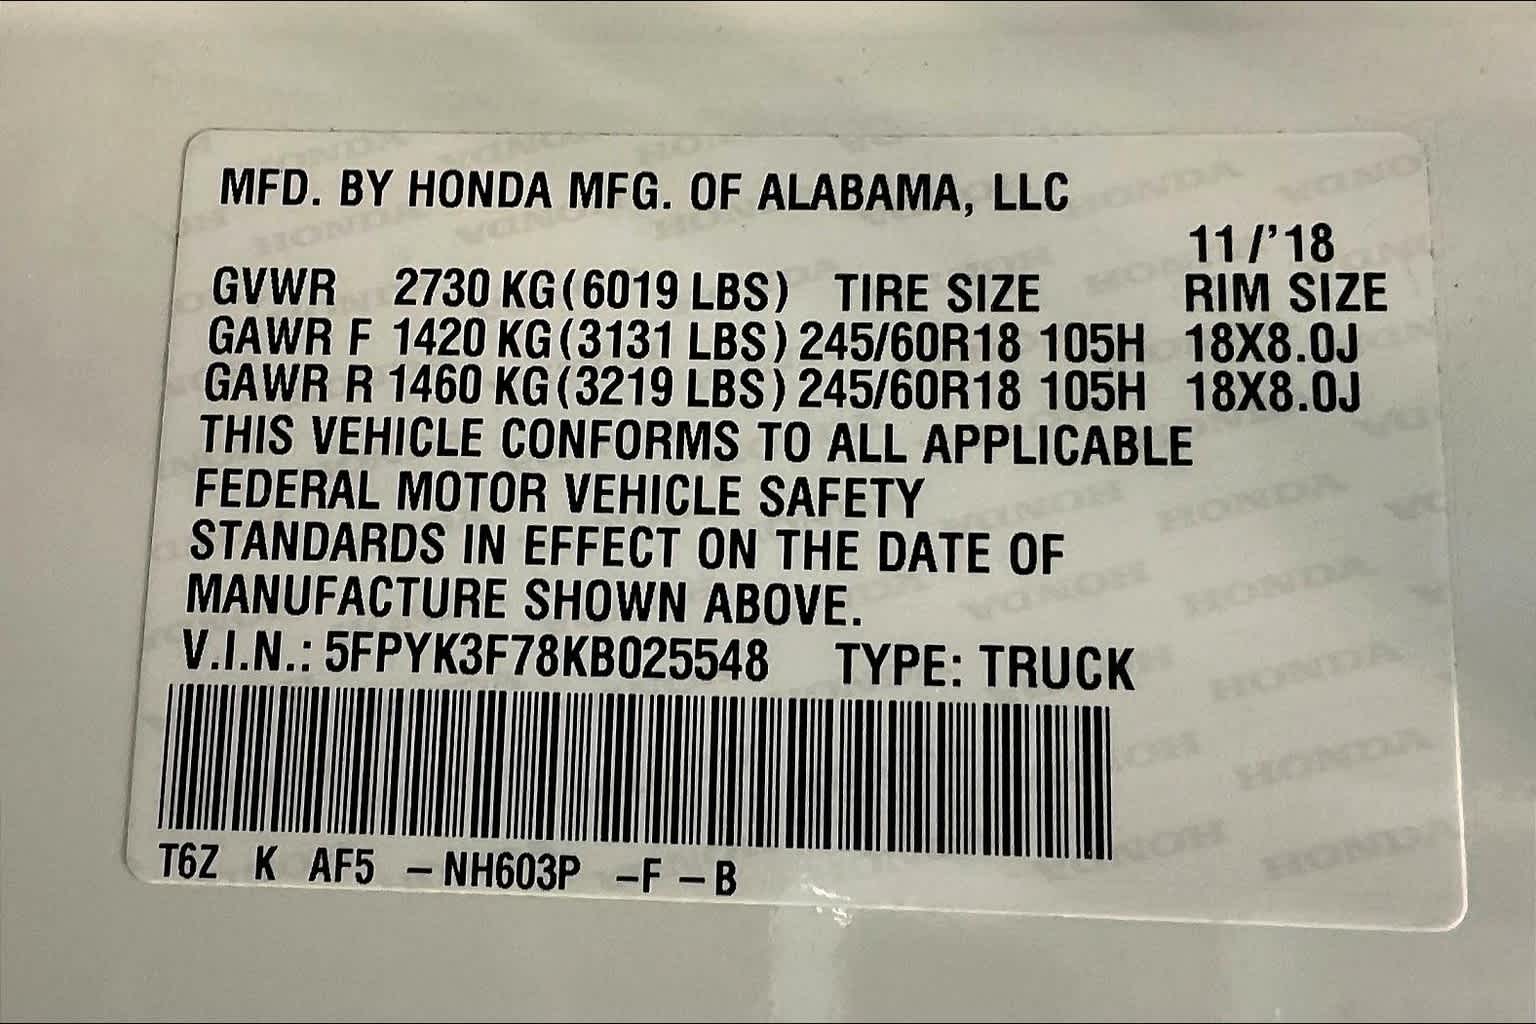 MFD. BY HONDA MFG. OF ALABAMA, LLC
11/'18
GVWR 2730 KG (6019 LBS) TIRE SIZE RIM SIZE
GAWR F 1420 KG (3131 LBS) 245/60R18 105H 18X8.0J
GAWR R 1460 KG (3219 LBS) 245/60R18 105H 18X8.0J
THIS VEHICLE CONFORMS TO ALL APPLICABLE
FEDERAL MOTOR VEHICLE SAFETY
STANDARDS IN EFFECT ON THE DATE OF
MANUFACTURE SHOWN ABOVE.
V.I.N.: 5FPYK3F78KB025548 TYPE: TRUCK
T6Z K AF5 -NH603P -F -B